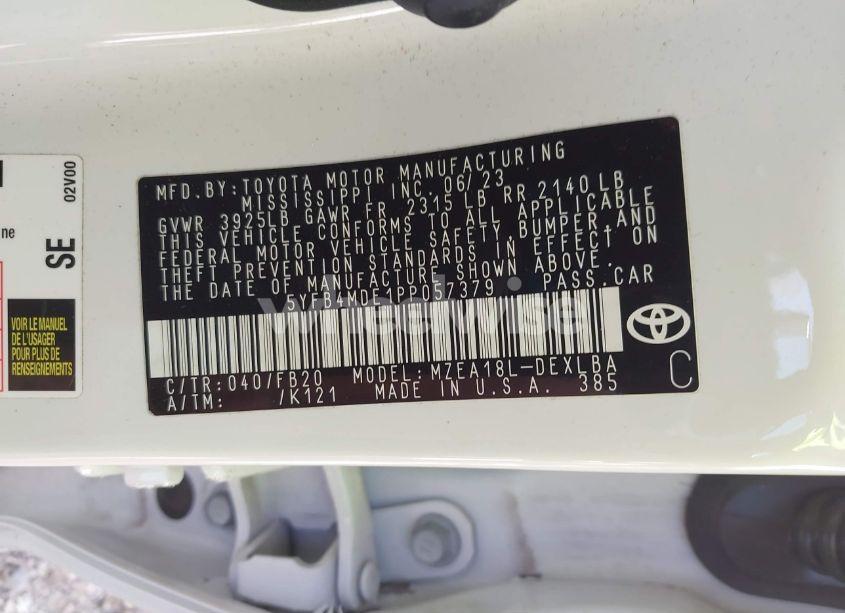 02V00
ne
SE
VOIR LE MANUEL
DE L'USAGER
POUR PLUS DE
RENSEIGNEMENTS
MFD. BY: TOYOTA MOTOR MANUFACTURING
MISSISSIPPI INC. 06/23
GVWR 3925LB GAWR FR 2315 LB RR 2140 LB
THIS VEHICLE CONFORMS TO ALL APPLICABLE
FEDERAL MOTOR VEHICLE SAFETY, BUMPER, AND
THEFT PREVENTION STANDARDS IN EFFECT ON
THE DATE OF MANUFACTURE SHOWN ABOVE.
5YFB4MDE1PP057379 PASS. CAR
wheelwise
C/TR: 040/FB20 MODEL: MZEA18L-DEXLBA
A/TM: /K121 MADE IN U.S.A. 385
C